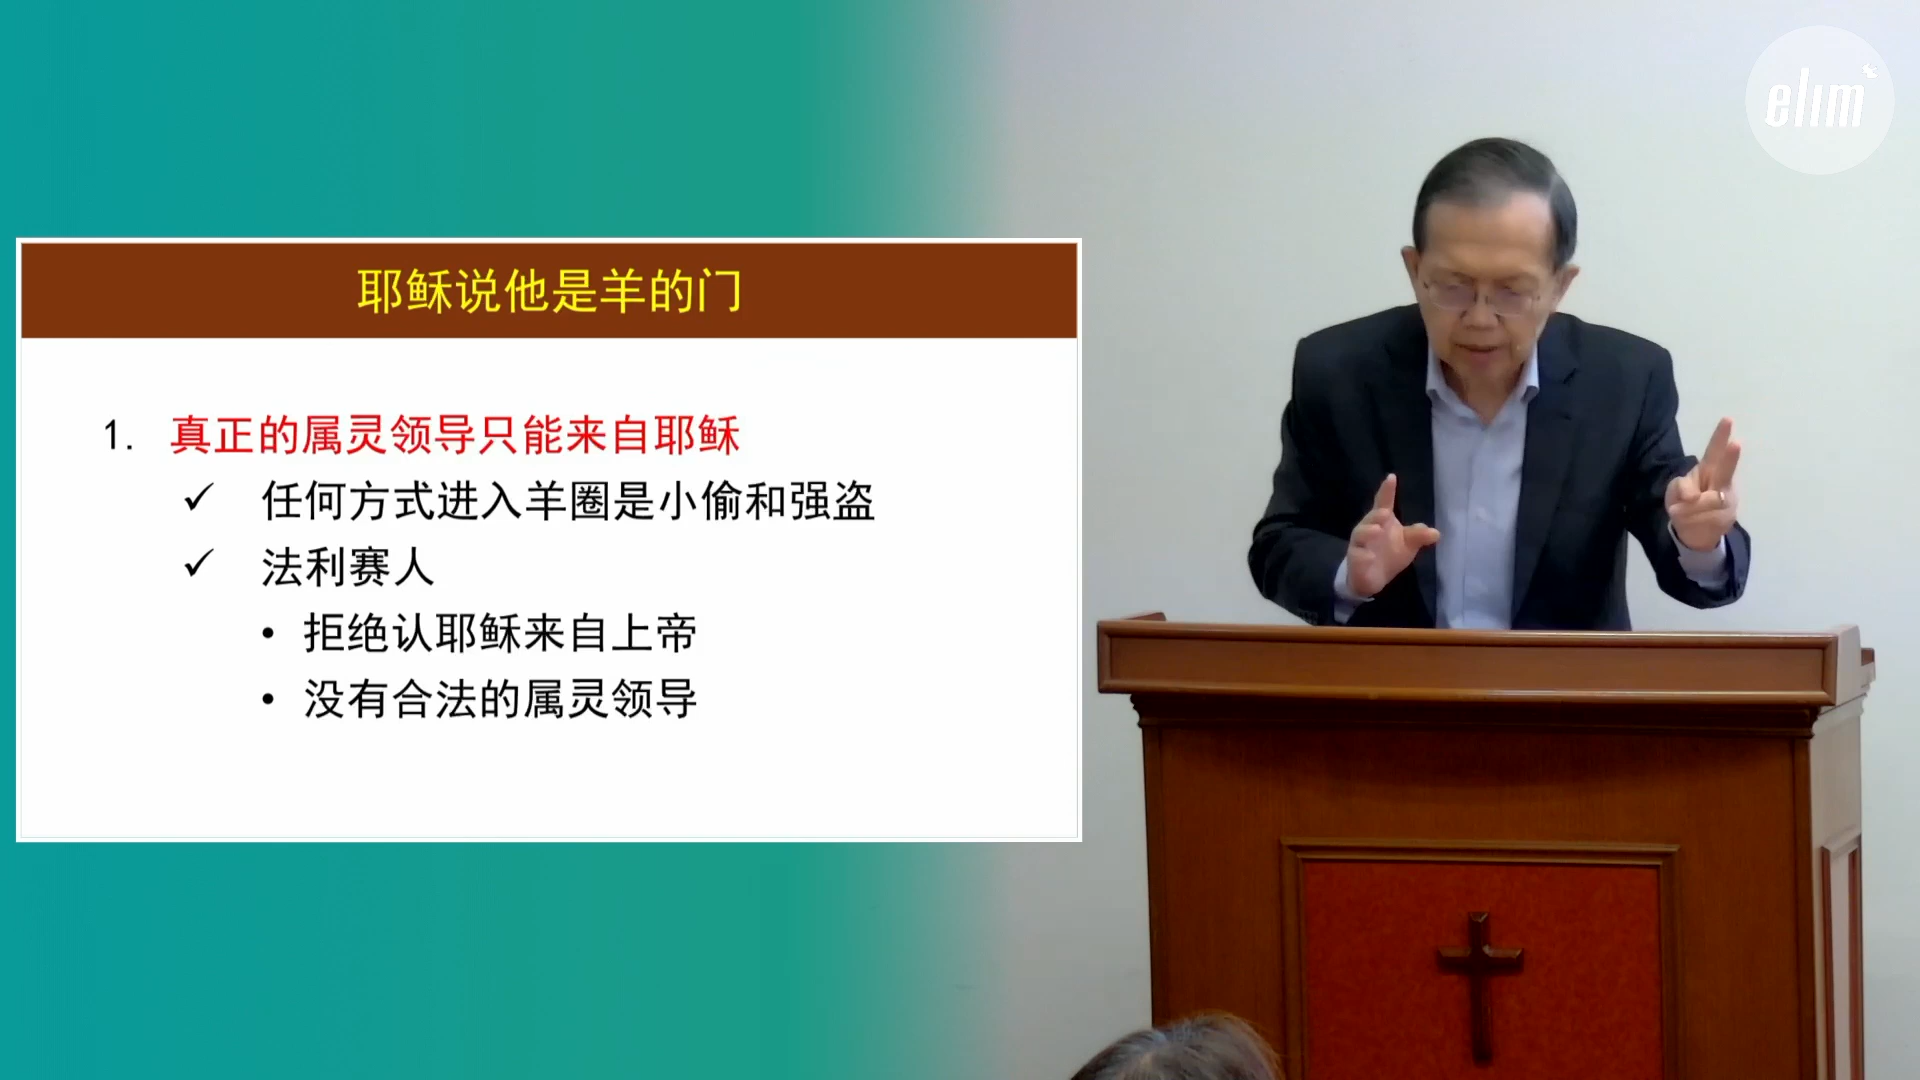 elim
耶稣说他是羊的门
1. 真正的属灵领导只能来自耶稣
✓ 任何方式进入羊圈是小偷和强盗
✓ 法利赛人
• 拒绝认耶稣来自上帝
• 没有合法的属灵领导